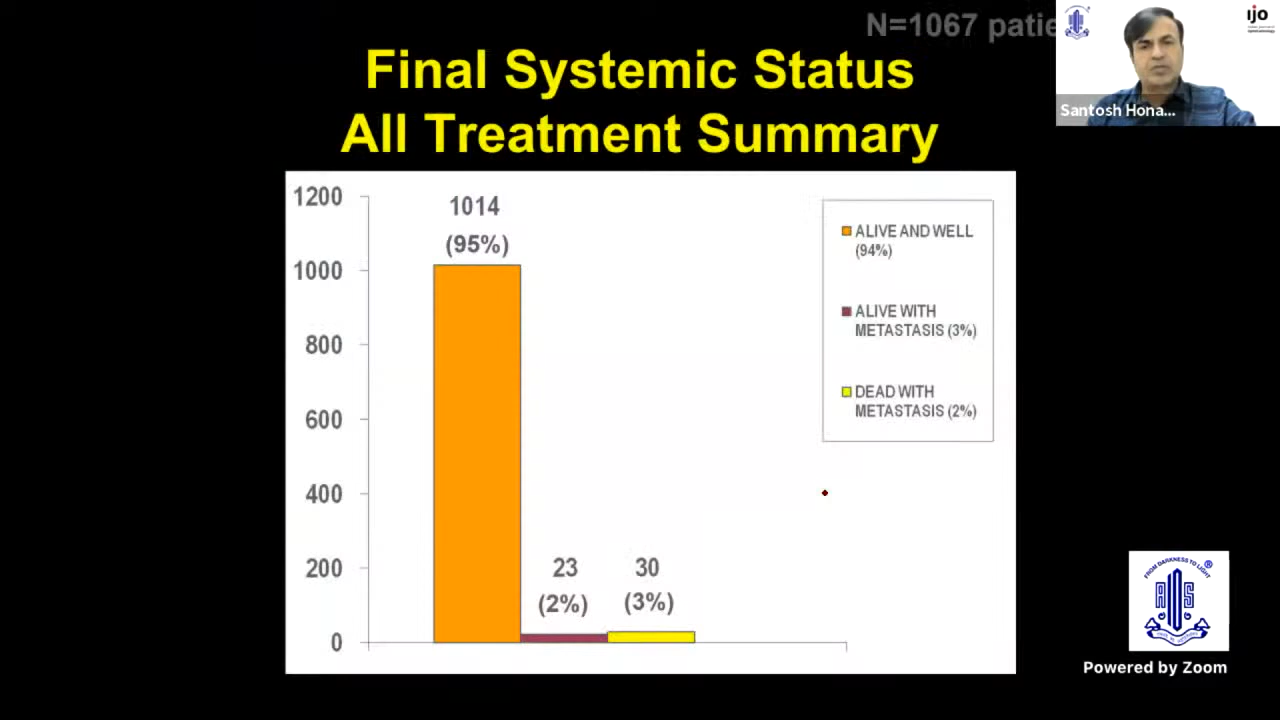 N=1067 patie
Final Systemic Status
All Treatment Summary
ijo
Santosh Hona...
1200
1000
800
600
400
200
0
1014
(95%)
23
(2%)
30
(3%)
ALIVE AND WELL
(94%)
ALIVE WITH
METASTASIS (3%)
DEAD WITH
METASTASIS (2%)
FROM DARKNESS TO LIGHT
®
Powered by Zoom